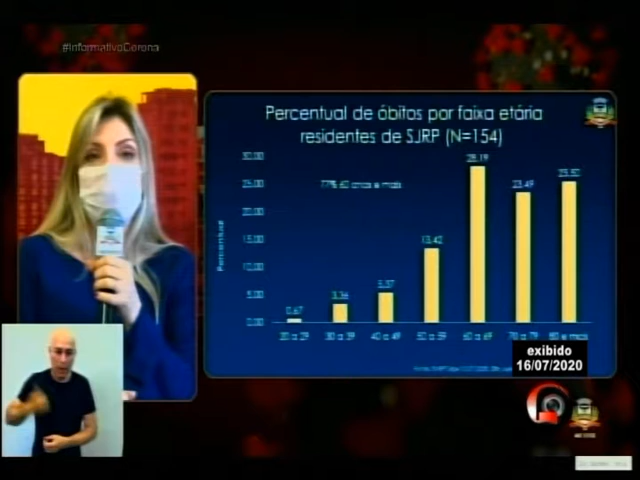 #InformativoCorona
Percentual de óbitos por faixa etária
residentes de SJRP (N=154)
30,00
25,00
20,00
15,00
10,00
5,00
0,00
Percentual
77% 60 anos e mais
0,67
3,36
5,37
13,42
28,19
23,49
25,50
20 a 29
30 a 39
40 a 49
50 a 59
60 a 69
70 a 79
80 e mais
exibido
16/07/2020